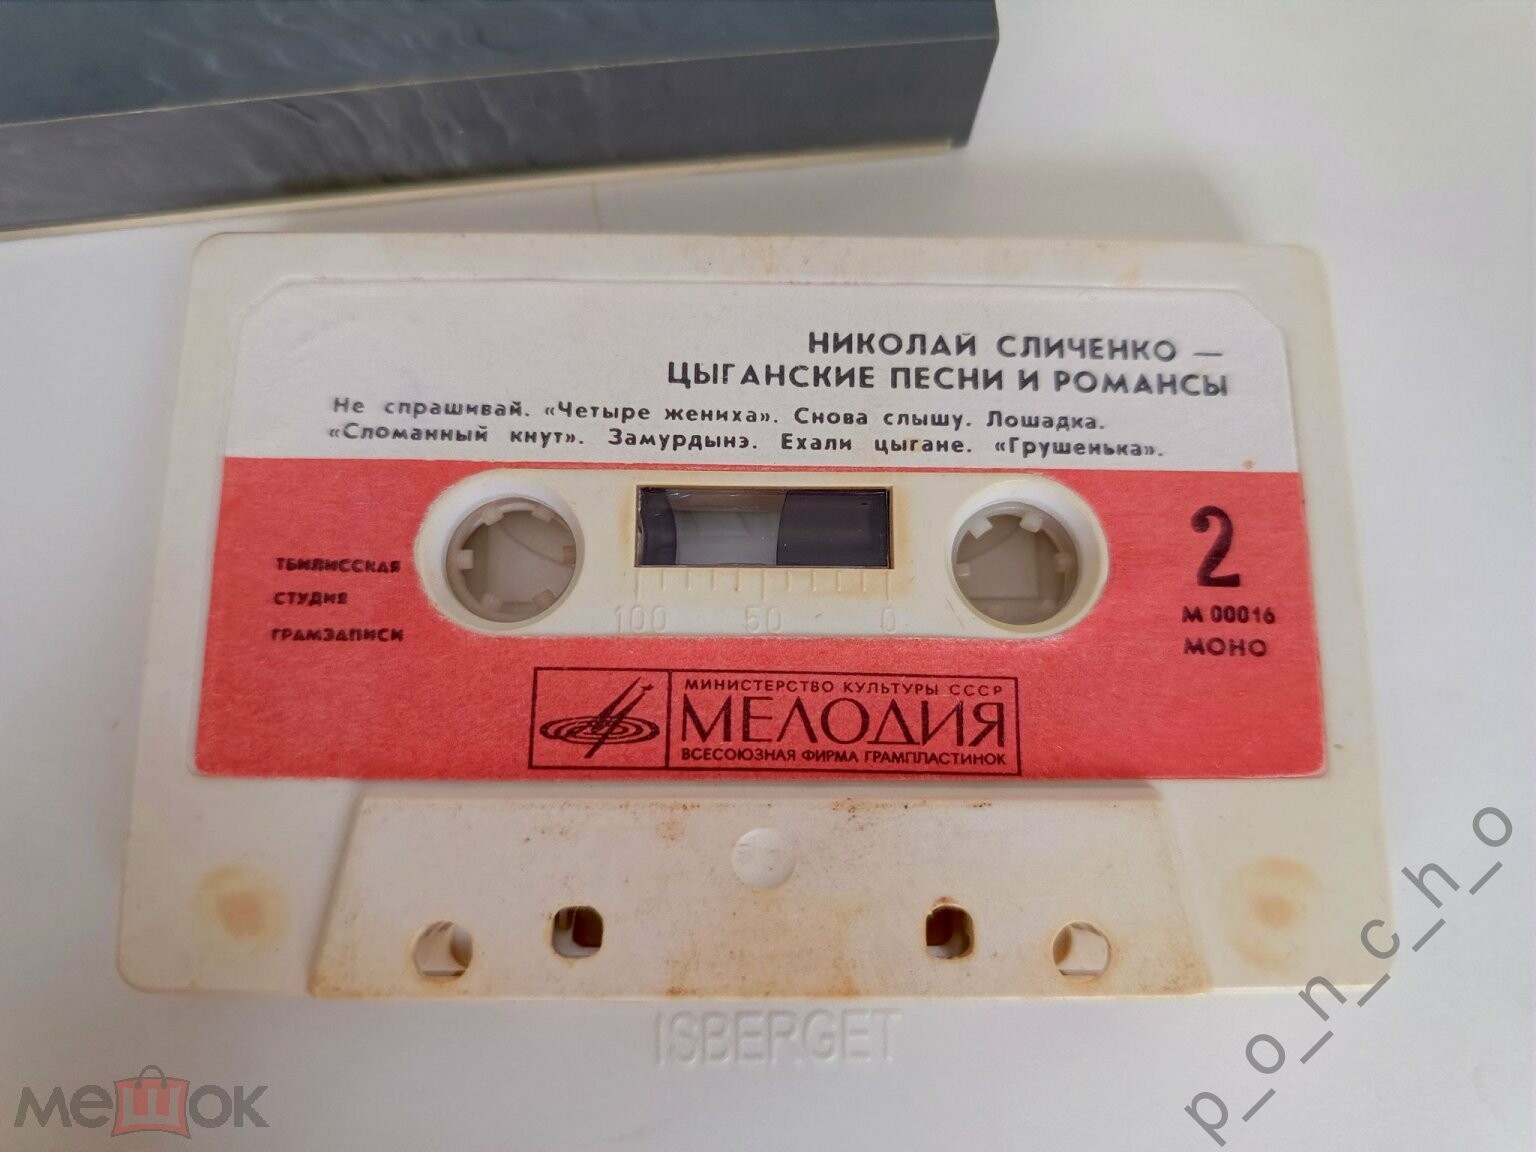 НИКОЛАЙ СЛИЧЕНКО —
ЦЫГАНСКИЕ ПЕСНИ И РОМАНСЫ
Не спрашивай. «Четыре жениха». Снова слышу. Лошадка.
«Сломанный кнут». Замурдынэ. Ехали цыгане. «Грушенька».
ТБИЛИССКАЯ
СТУДИЯ
ГРАМЗАПИСИ
100 50 0
2
М 00016
МОНО
МИНИСТЕРСТВО КУЛЬТУРЫ СССР
МЕЛОДИЯ
ВСЕСОЮЗНАЯ ФИРМА ГРАМПЛАСТИНОК
ISBERGET
мешок
p_o_n_c_h_o